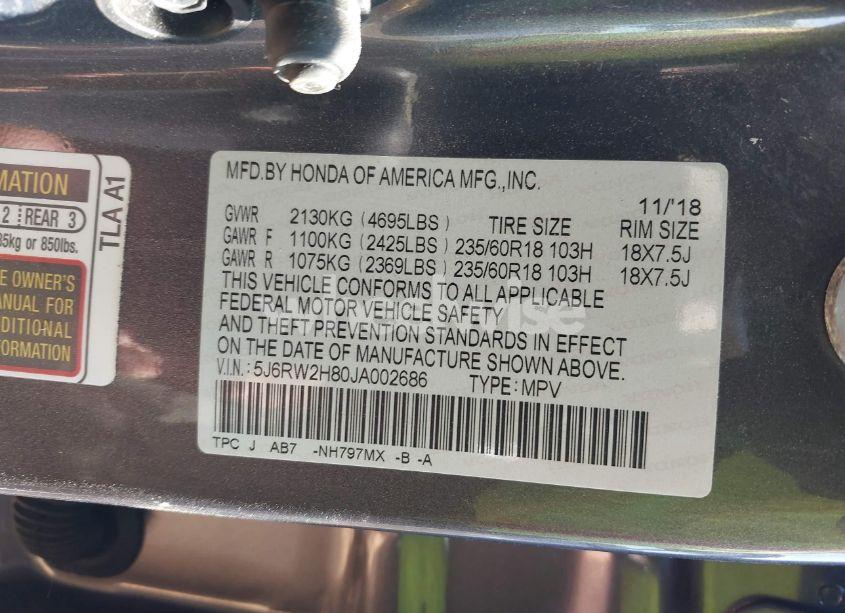 MATION
2 REAR 3
85kg or 850lbs.
E OWNER'S
ANUAL FOR
DITIONAL
FORMATION
TLA A1
MFD.BY HONDA OF AMERICA MFG.,INC.
11/'18
GVWR 2130KG (4695LBS) TIRE SIZE RIM SIZE
GAWR F 1100KG (2425LBS) 235/60R18 103H 18X7.5J
GAWR R 1075KG (2369LBS) 235/60R18 103H 18X7.5J
THIS VEHICLE CONFORMS TO ALL APPLICABLE
FEDERAL MOTOR VEHICLE SAFETY
AND THEFT PREVENTION STANDARDS IN EFFECT
ON THE DATE OF MANUFACTURE SHOWN ABOVE.
V.I.N.: 5J6RW2H80JA002686 TYPE: MPV
TPC J AB7 -NH797MX -B -A